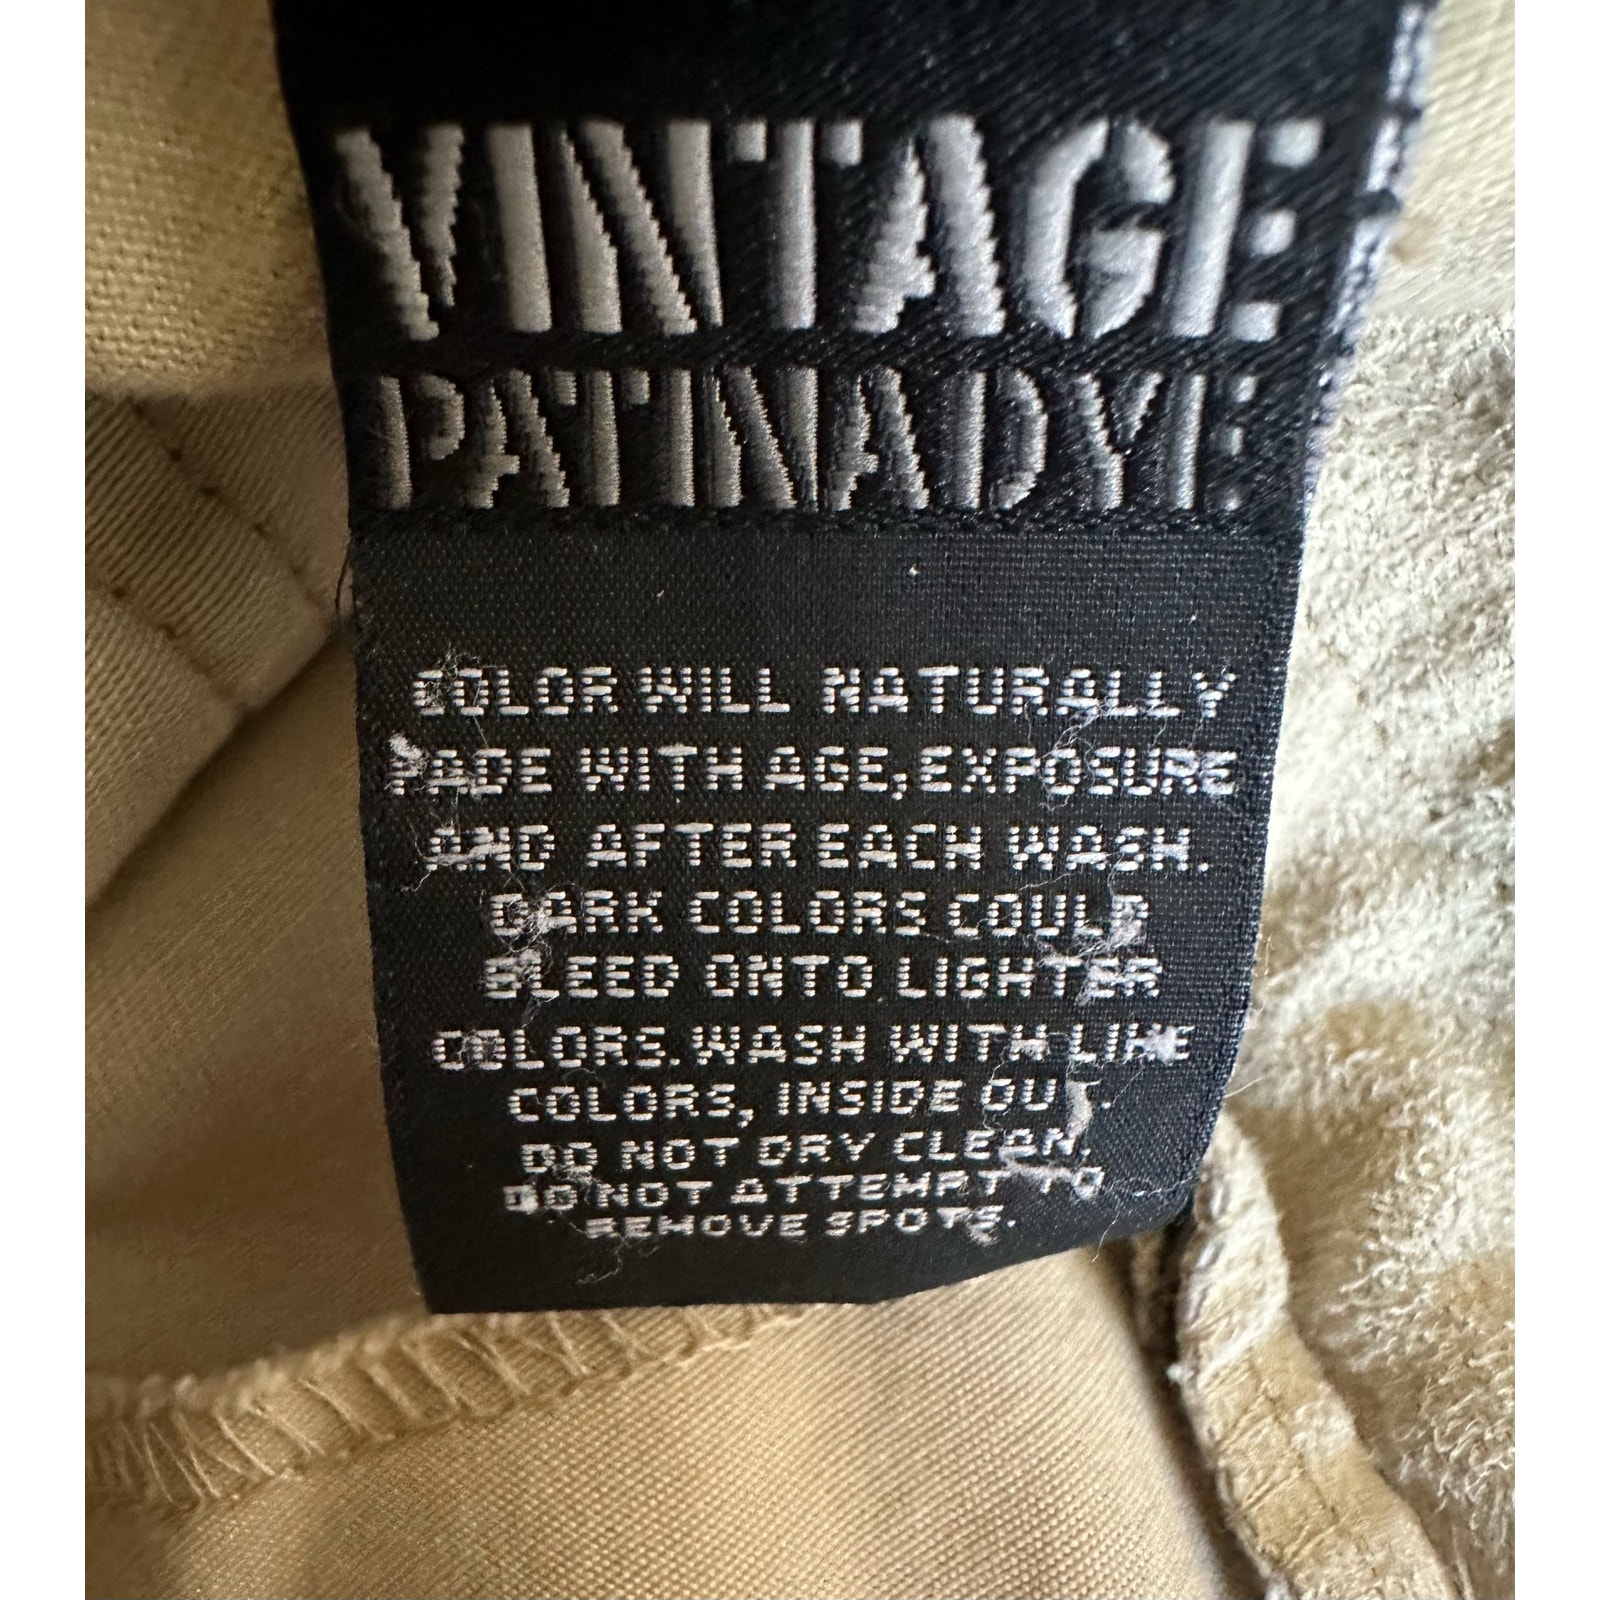 VINTAGE
PATINADYE
COLOR WILL NATURALLY
FADE WITH AGE, EXPOSURE
AND AFTER EACH WASH.
DARK COLORS COULD
BLEED ONTO LIGHTER
COLORS. WASH WITH LIKE
COLORS, INSIDE OUT.
DO NOT DRY CLEAN.
DO NOT ATTEMPT TO
REMOVE SPOTS.